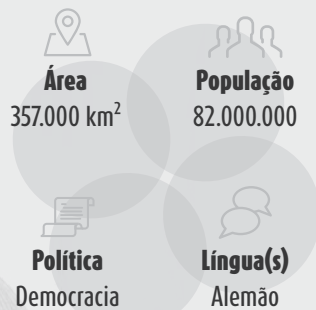 Área
357.000 km²
População
82.000.000
Política
Democracia
Língua(s)
Alemão